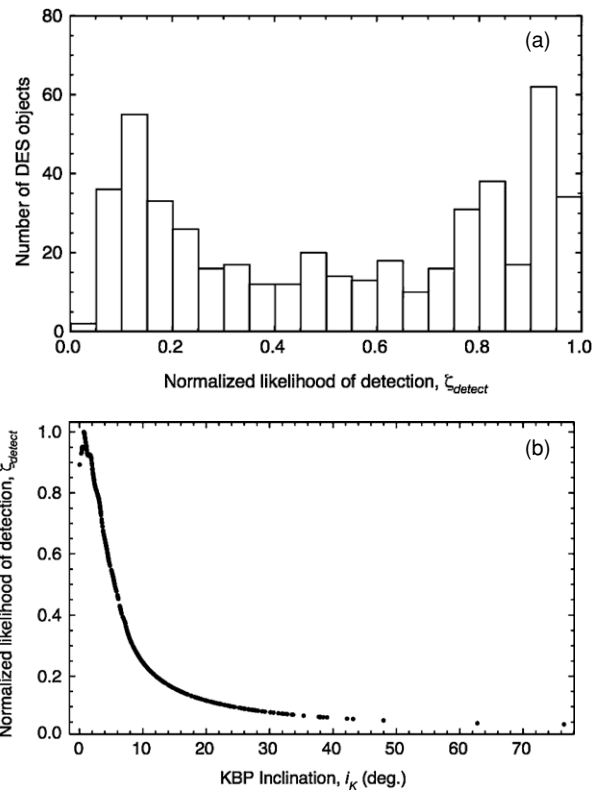 80
(a)
60
Number of DES objects
40
20
0
0.0 0.2 0.4 0.6 0.8 1.0
Normalized likelihood of detection, ζdetect
1.0
(b)
0.8
Normalized likelihood of detection, ζdetect
0.6
0.4
0.2
0.0
0 10 20 30 40 50 60 70
KBP Inclination, iK (deg.)